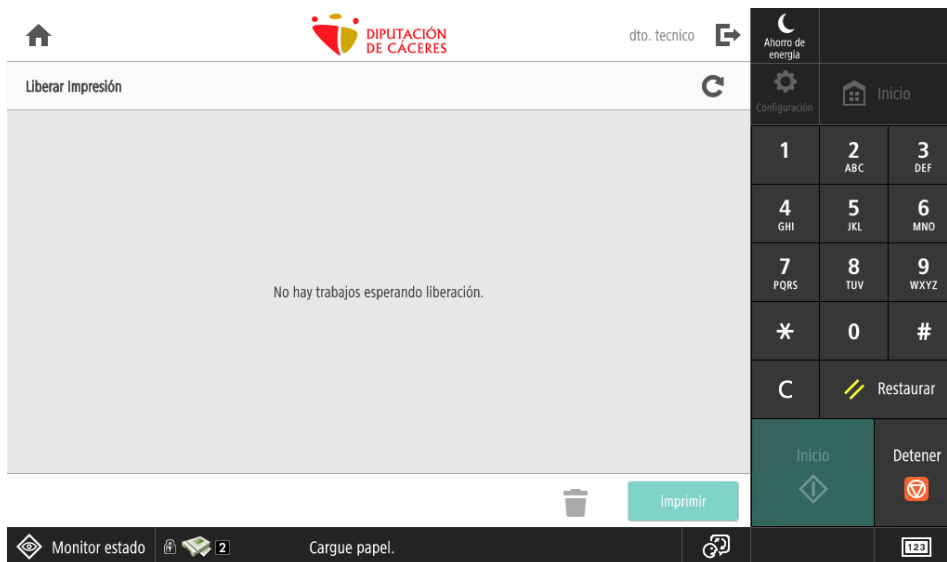 DIPUTACIÓN
DE CÁCERES
dto. tecnico
Liberar Impresión
No hay trabajos esperando liberación.
imprimir
Ahorro de
energía
Configuración
Inicio
1
2
ABC
3
DEF
4
GHI
5
JKL
6
MNO
7
PQRS
8
TUV
9
WXYZ
*
0
#
C
Restaurar
Inicio
Detener
Monitor estado
2
Cargue papel.
123